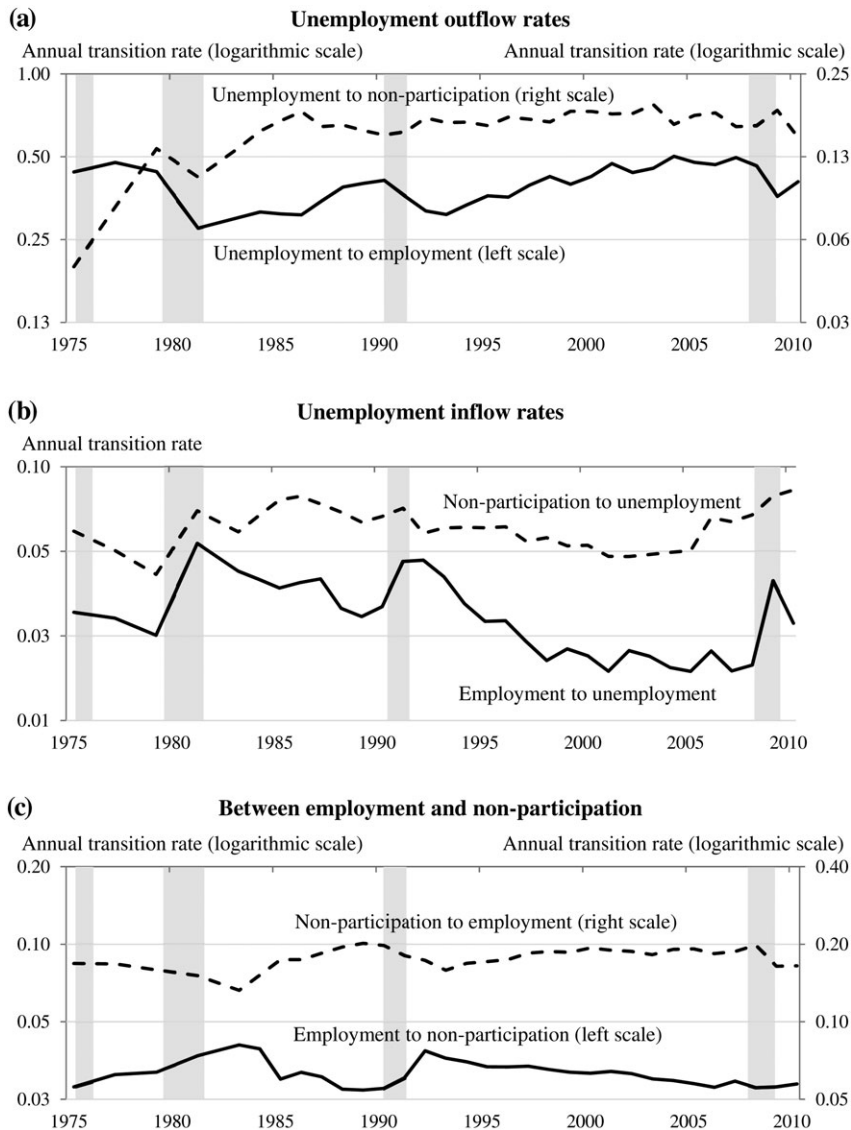 (a) Unemployment outflow rates
Annual transition rate (logarithmic scale) Annual transition rate (logarithmic scale)
1.00 0.25
Unemployment to non-participation (right scale)
0.50 0.13
0.25 0.06
Unemployment to employment (left scale)
0.13 0.03
1975 1980 1985 1990 1995 2000 2005 2010
(b) Unemployment inflow rates
Annual transition rate
0.10
Non-participation to unemployment
0.05
0.03
Employment to unemployment
0.01
1975 1980 1985 1990 1995 2000 2005 2010
(c) Between employment and non-participation
Annual transition rate (logarithmic scale) Annual transition rate (logarithmic scale)
0.20 0.40
Non-participation to employment (right scale)
0.10 0.20
0.05 0.10
Employment to non-participation (left scale)
0.03 0.05
1975 1980 1985 1990 1995 2000 2005 2010